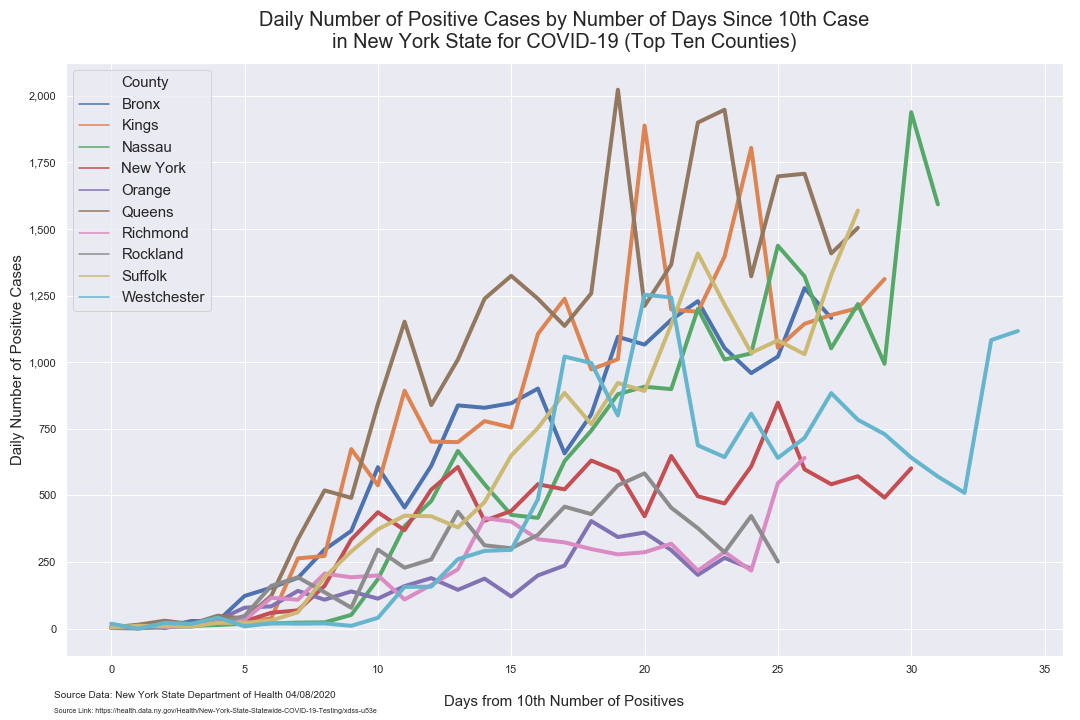 Daily Number of Positive Cases by Number of Days Since 10th Case
in New York State for COVID-19 (Top Ten Counties)
Daily Number of Positive Cases
2,000
1,750
1,500
1,250
1,000
750
500
250
0
County
Bronx
Kings
Nassau
New York
Orange
Queens
Richmond
Rockland
Suffolk
Westchester
0 5 10 15 20 25 30 35
Days from 10th Number of Positives
Source Data: New York State Department of Health 04/08/2020
Source Link: https://health.data.ny.gov/Health/New-York-State-Statewide-COVID-19-Testing/xdss-u53e